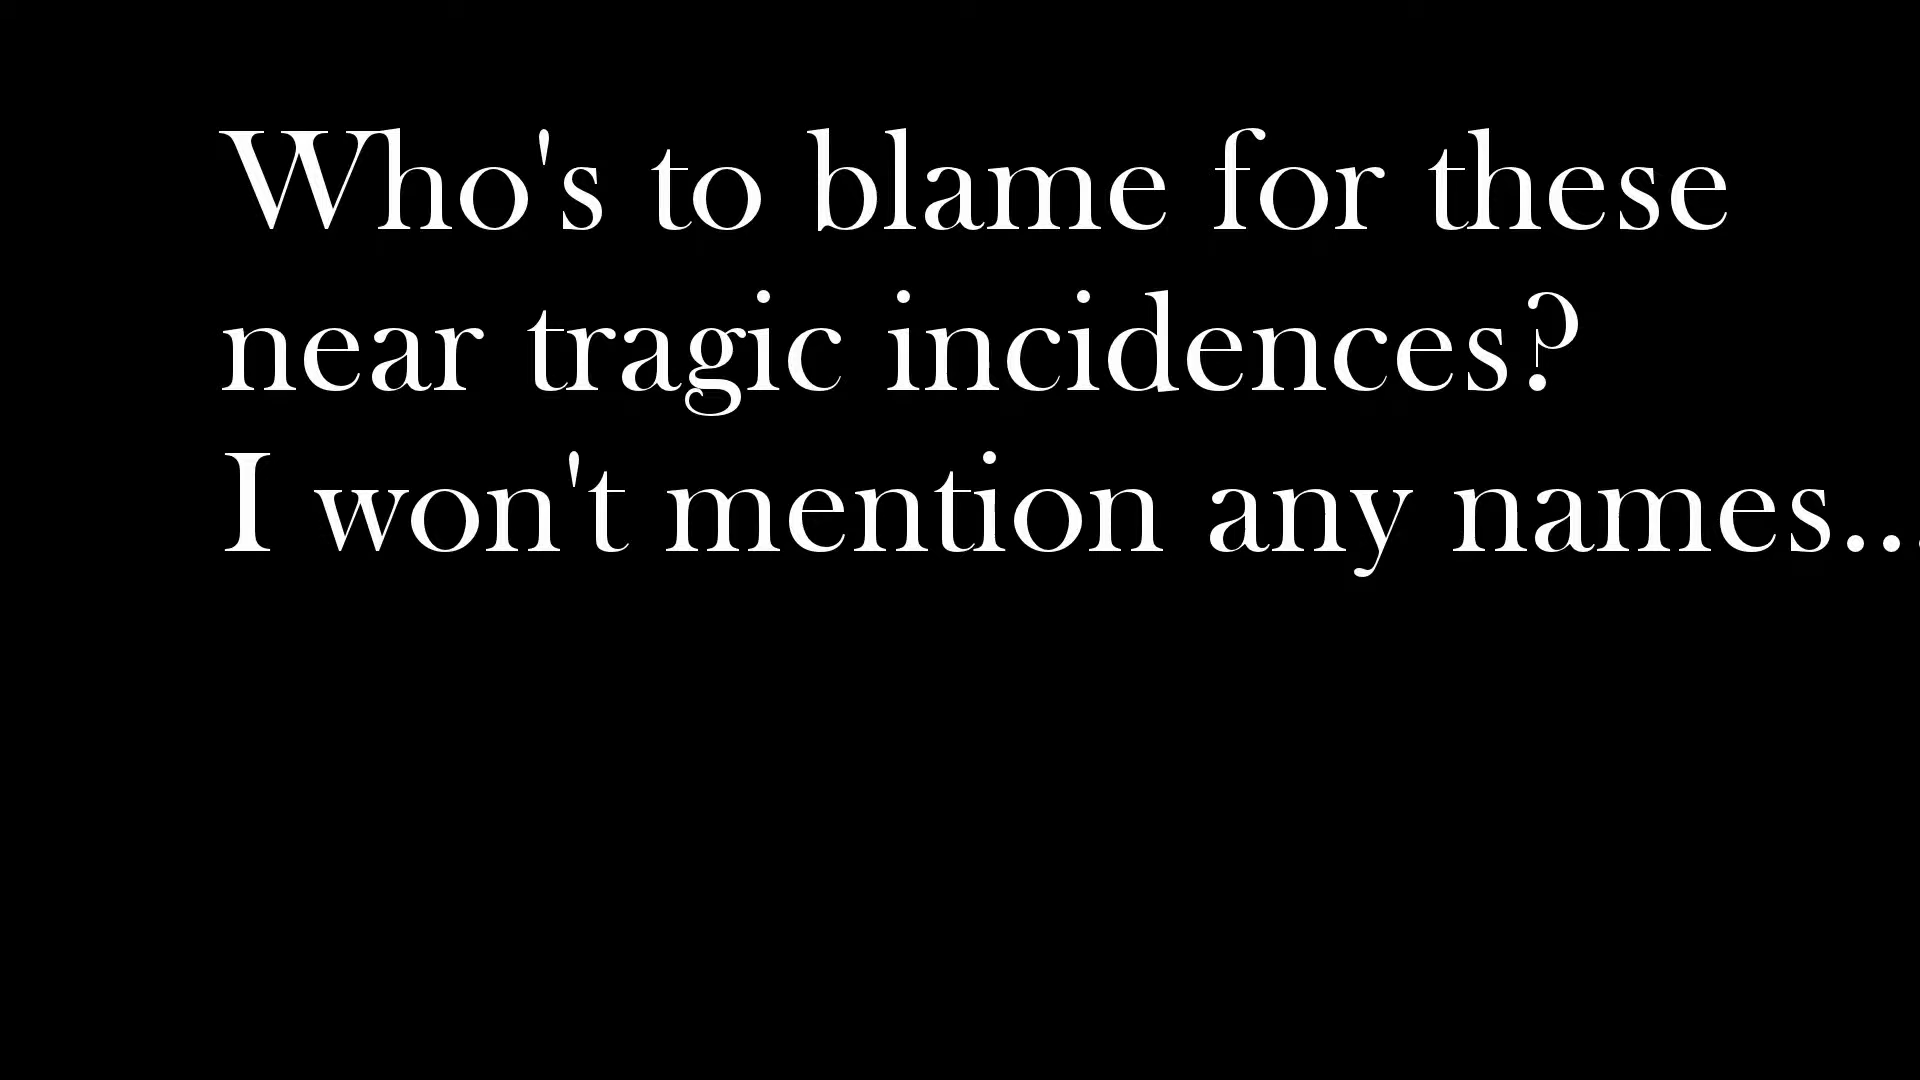 Who's to blame for these
near tragic incidences?
I won't mention any names...